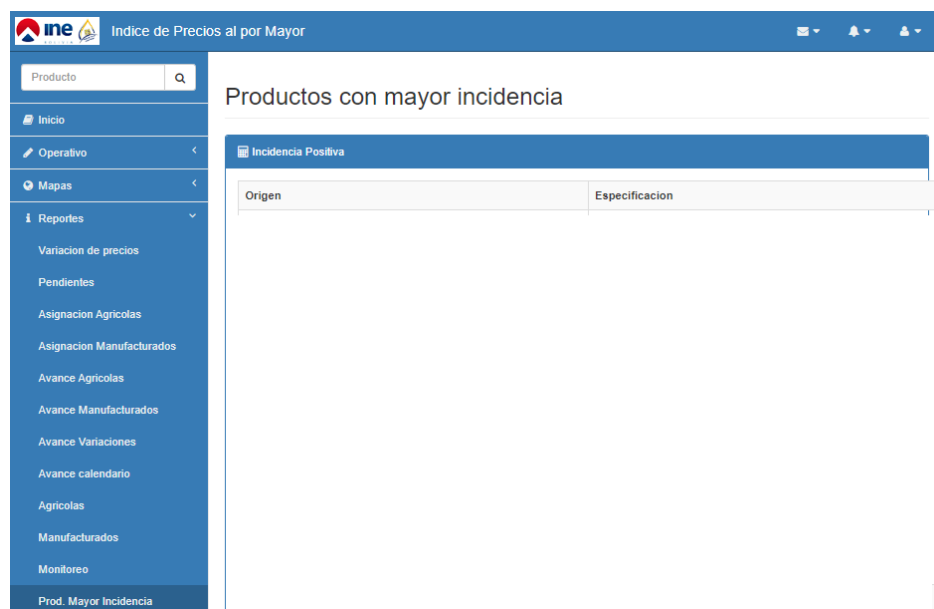 ine
Indice de Precios al por Mayor
Producto
Inicio
Operativo
Mapas
Reportes
Variacion de precios
Pendientes
Asignacion Agricolas
Asignacion Manufacturados
Avance Agricolas
Avance Manufacturados
Avance Variaciones
Avance calendario
Agricolas
Manufacturados
Monitoreo
Prod. Mayor Incidencia
Productos con mayor incidencia
Incidencia Positiva
Origen
Especificacion